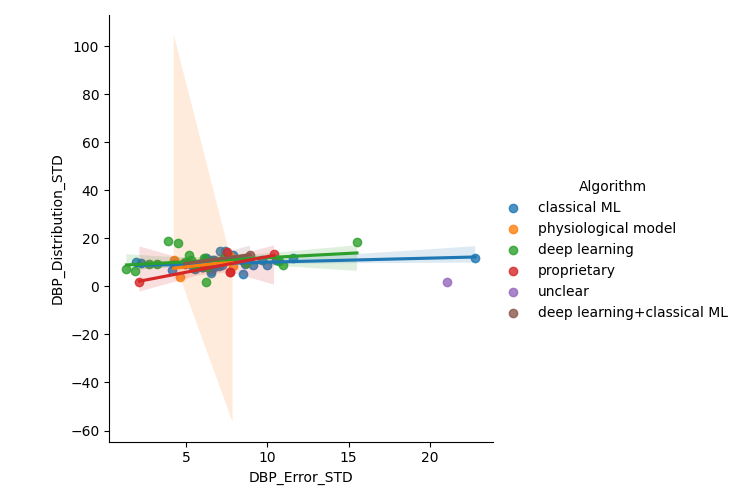 100
80
60
40
20
0
−20
−40
−60
DBP_Distribution_STD
5
10
15
20
DBP_Error_STD
Algorithm
classical ML
physiological model
deep learning
proprietary
unclear
deep learning+classical ML